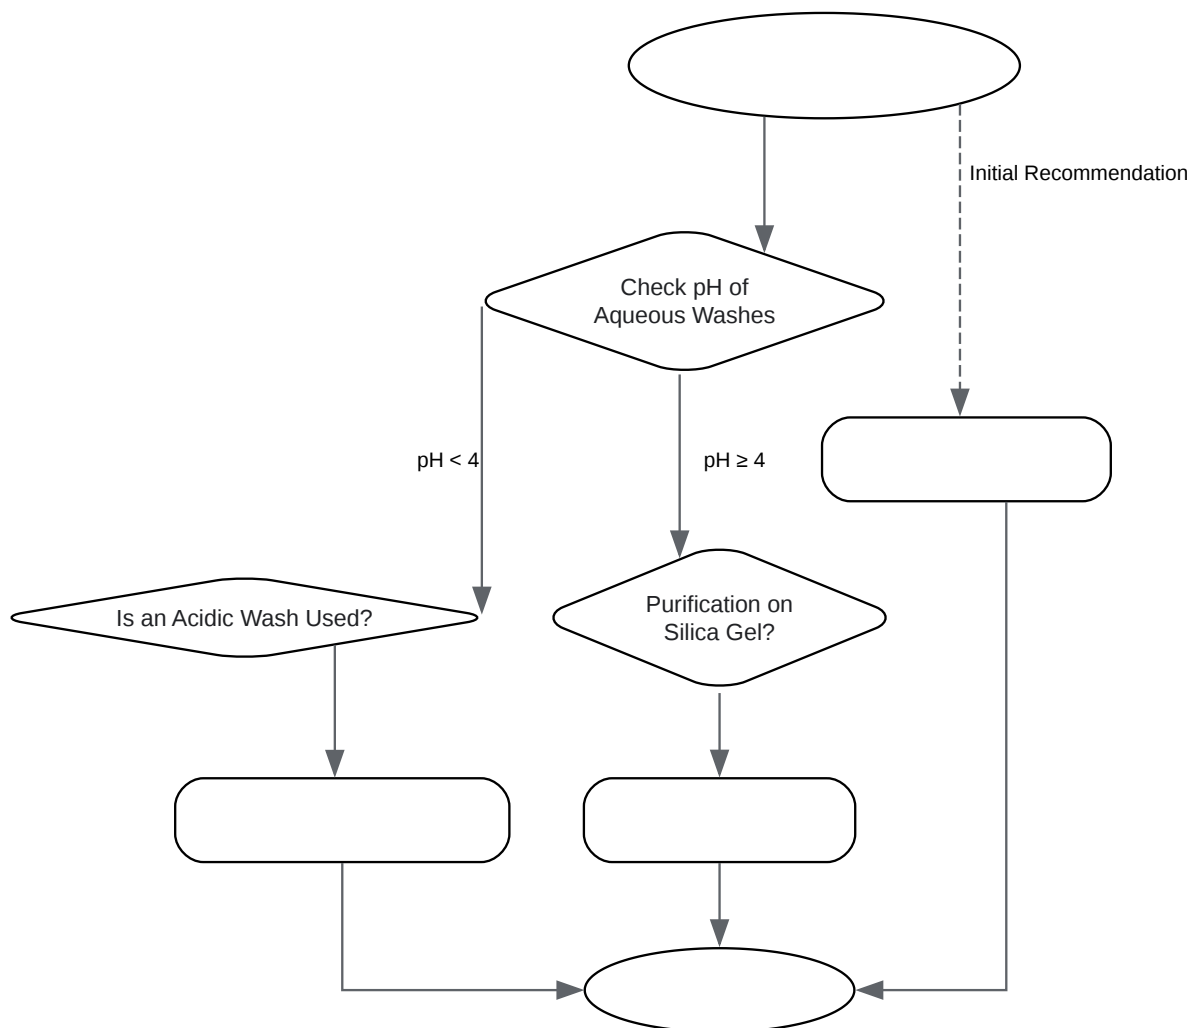 Initial Recommendation
Check pH of
Aqueous Washes
pH < 4
pH ≥ 4
Is an Acidic Wash Used?
Purification on
Silica Gel?